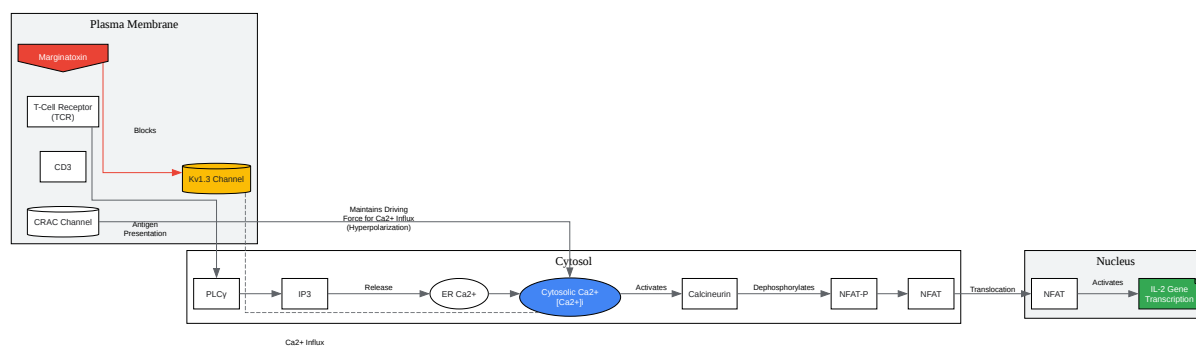 Plasma Membrane
Marginatoxin
T-Cell Receptor
(TCR)
Blocks
CD3
Kv1.3 Channel
CRAC Channel
Antigen
Presentation
Maintains Driving
Force for Ca2+ Influx
(Hyperpolarization)
Cytosol
PLCγ
IP3
Release
ER Ca2+
Cytosolic Ca2+
[Ca2+]i
Activates
Calcineurin
Dephosphorylates
NFAT-P
NFAT
Translocation
Nucleus
NFAT
Activates
IL-2 Gene
Transcription
Ca2+ Influx